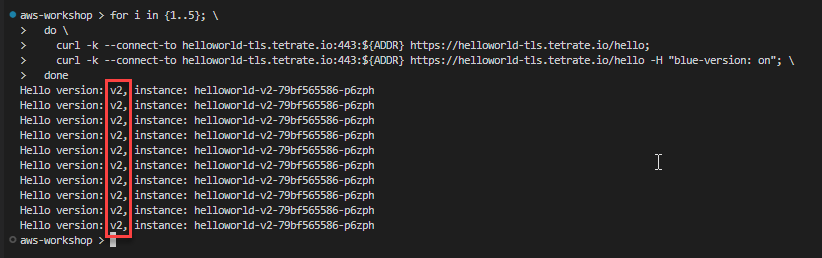 aws-workshop > for i in {1..5}; \
> do \
> curl -k --connect-to helloworld-tls.tetrate.io:443:${ADDR} https://helloworld-tls.tetrate.io/hello;
> curl -k --connect-to helloworld-tls.tetrate.io:443:${ADDR} https://helloworld-tls.tetrate.io/hello -H "blue-version: on"; \
> done
Hello version: v2, instance: helloworld-v2-79bf565586-p6zph
Hello version: v2, instance: helloworld-v2-79bf565586-p6zph
Hello version: v2, instance: helloworld-v2-79bf565586-p6zph
Hello version: v2, instance: helloworld-v2-79bf565586-p6zph
Hello version: v2, instance: helloworld-v2-79bf565586-p6zph
Hello version: v2, instance: helloworld-v2-79bf565586-p6zph
Hello version: v2, instance: helloworld-v2-79bf565586-p6zph
Hello version: v2, instance: helloworld-v2-79bf565586-p6zph
Hello version: v2, instance: helloworld-v2-79bf565586-p6zph
Hello version: v2, instance: helloworld-v2-79bf565586-p6zph
aws-workshop >